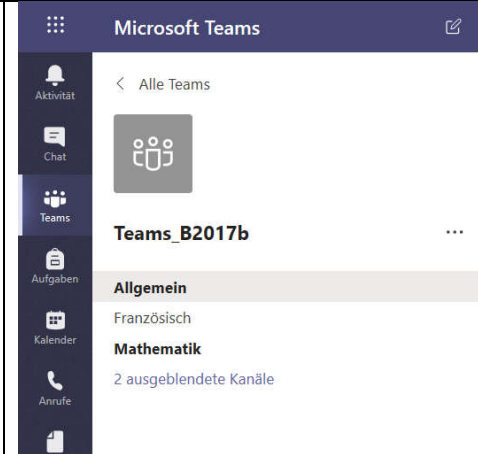 Microsoft Teams
Aktivität
Chat
Teams
Aufgaben
Kalender
Anrufe
Alle Teams
Teams_B2017b
Allgemein
Französisch
Mathematik
2 ausgeblendete Kanäle